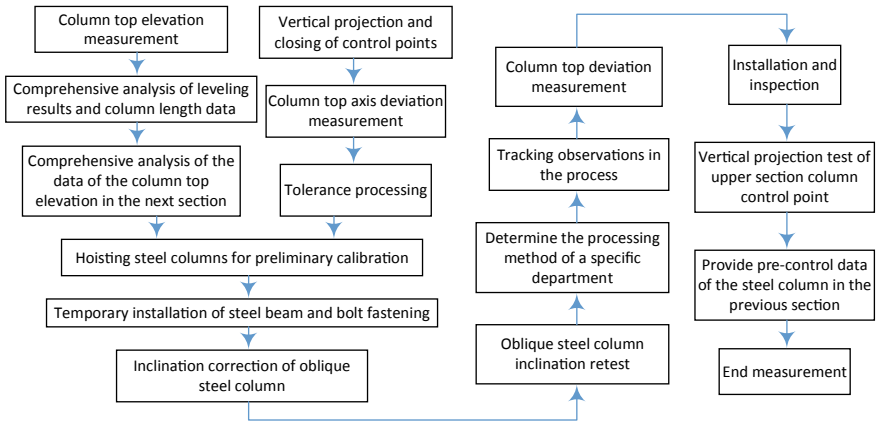 Column top elevation
measurement
Comprehensive analysis of leveling
results and column length data
Comprehensive analysis of the
data of the column top
elevation in the next section
Vertical projection and
closing of control points
Column top axis deviation
measurement
Tolerance processing
Hoisting steel columns for preliminary calibration
Temporary installation of steel beam and bolt fastening
Inclination correction of oblique
steel column
Oblique steel column
inclination retest
Determine the processing
method of a specific
department
Tracking observations in
the process
Column top deviation
measurement
Installation and
inspection
Vertical projection test of
upper section column
control point
Provide pre-control data
of the steel column in the
previous section
End measurement